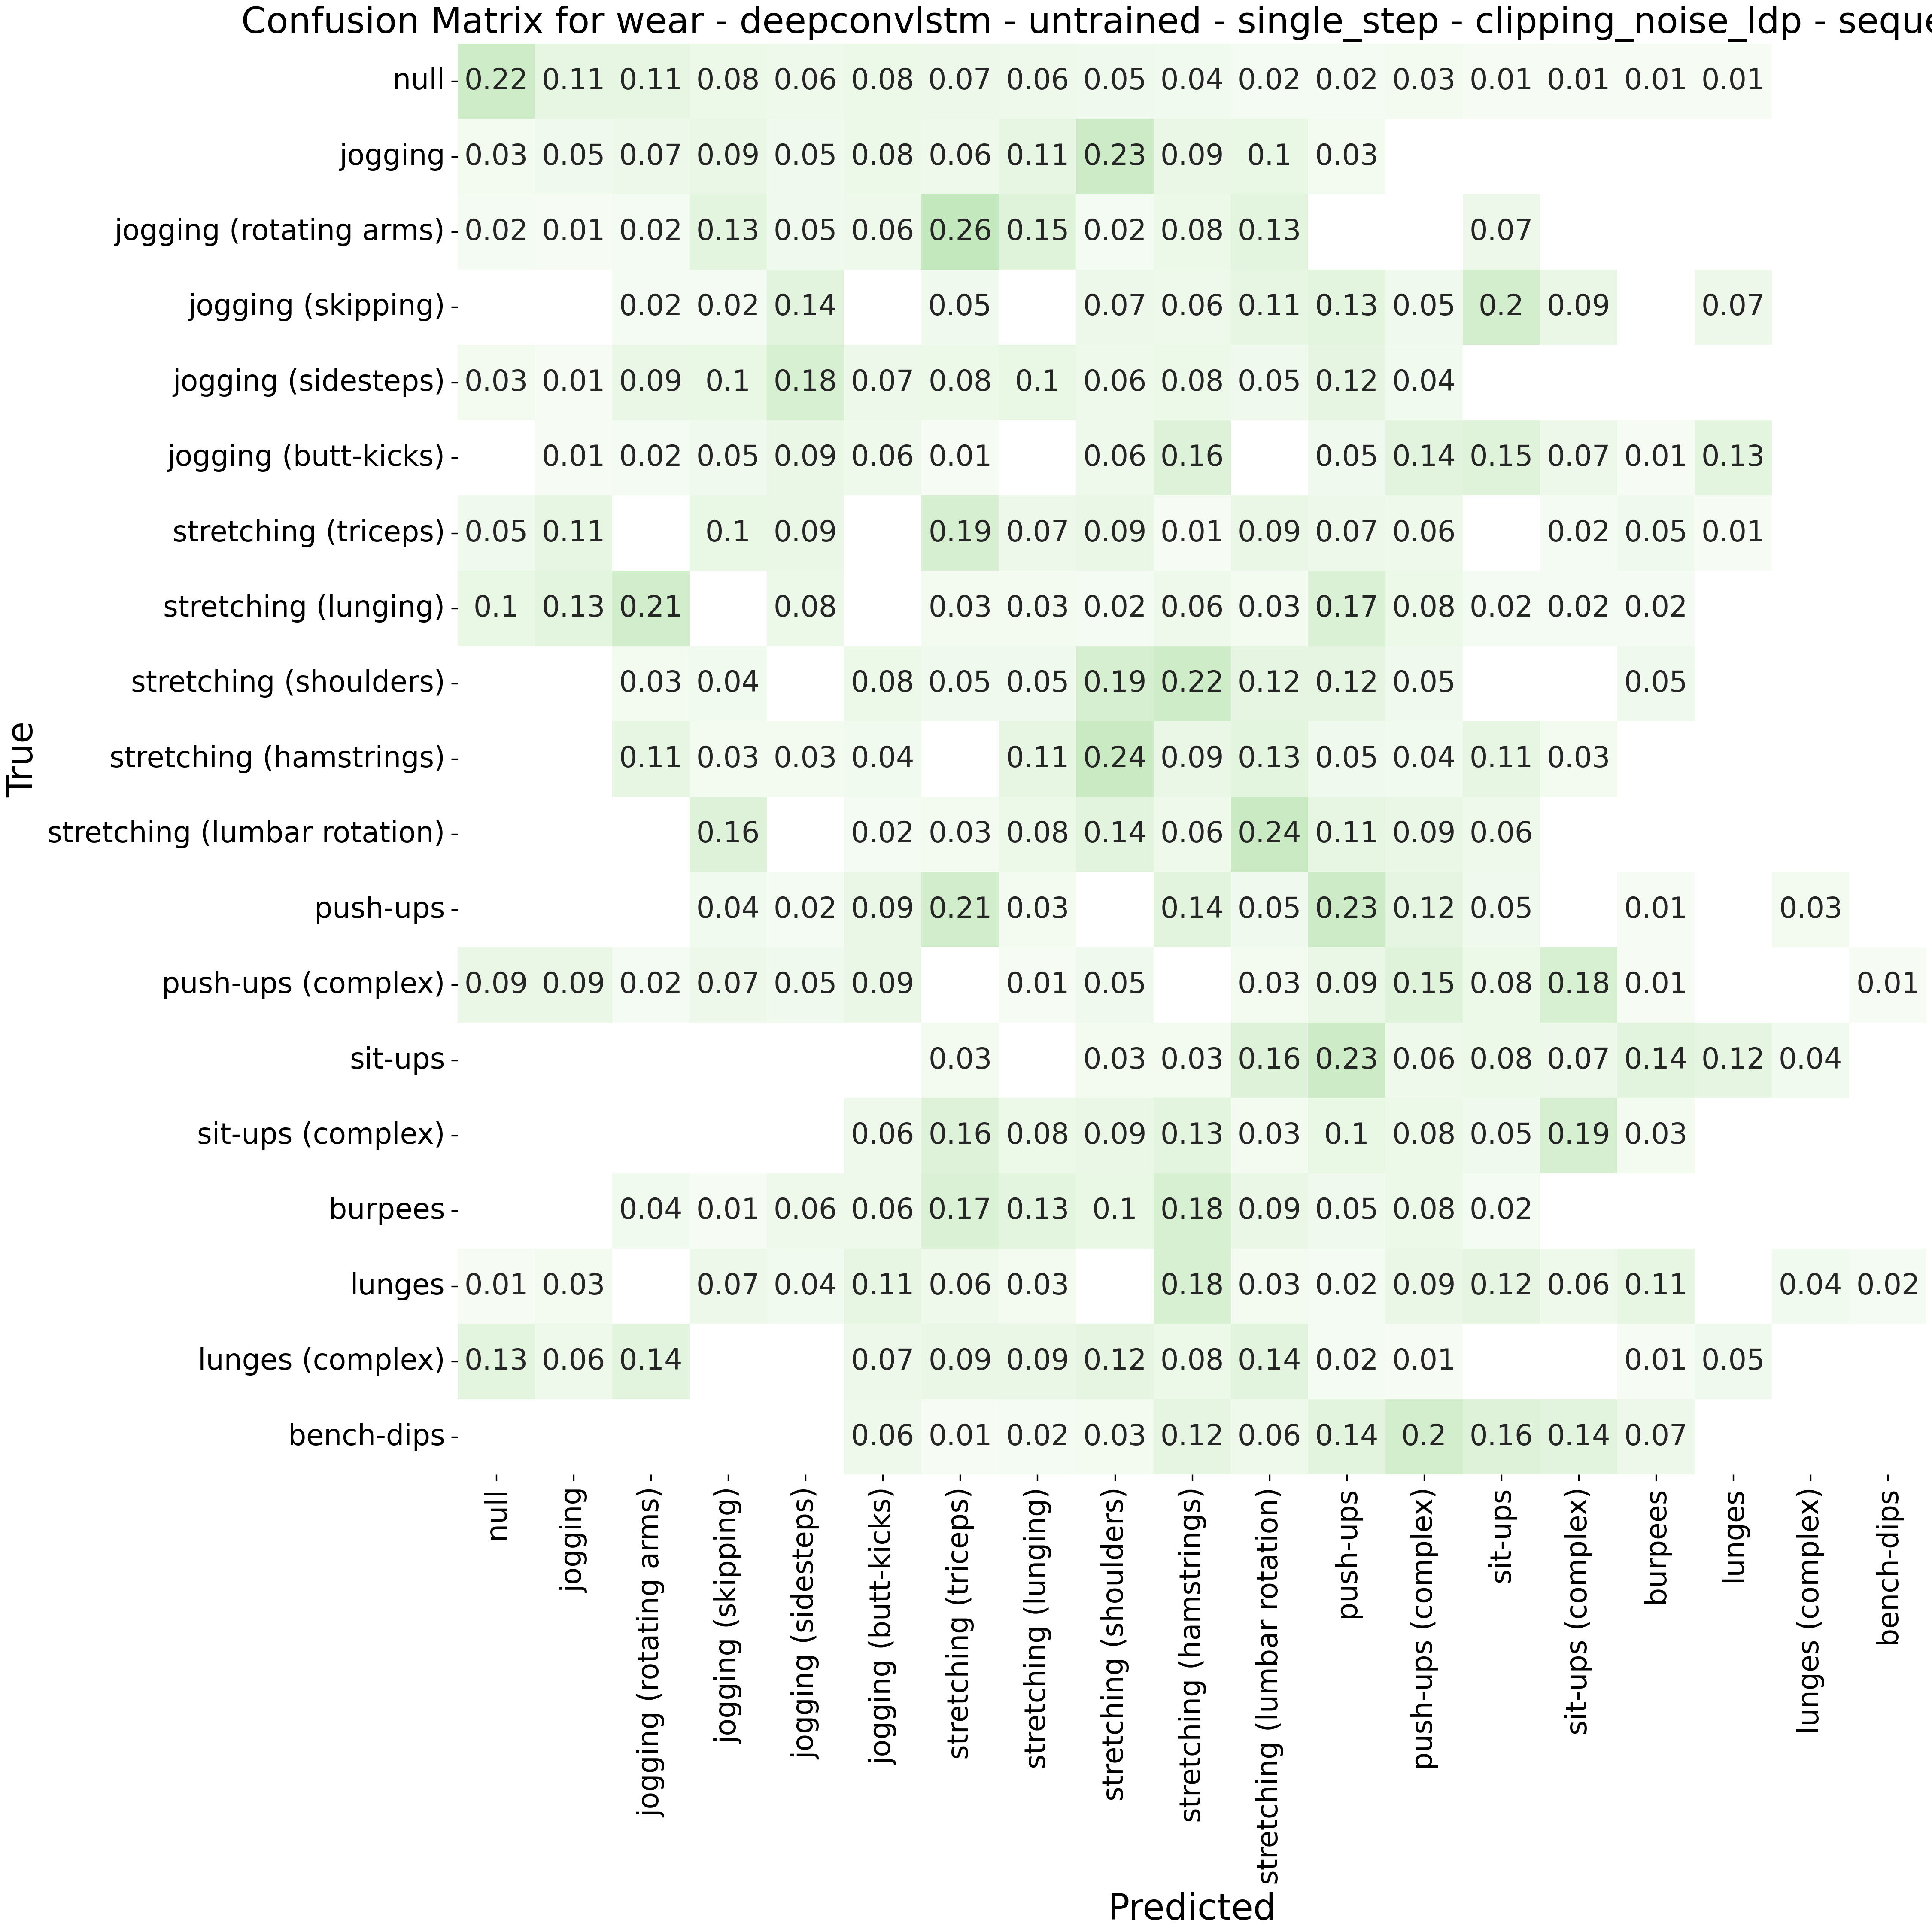 Confusion Matrix for wear - deepconvlstm - untrained - single_step - clipping_noise_ldp - seque
null 0.22 0.11 0.11 0.08 0.06 0.08 0.07 0.06 0.05 0.04 0.02 0.02 0.03 0.01 0.01 0.01 0.01
jogging 0.03 0.05 0.07 0.09 0.05 0.08 0.06 0.11 0.23 0.09 0.1 0.03
jogging (rotating arms) 0.02 0.01 0.02 0.13 0.05 0.06 0.26 0.15 0.02 0.08 0.13 0.07
jogging (skipping) 0.02 0.02 0.14 0.05 0.07 0.06 0.11 0.13 0.05 0.2 0.09 0.07
jogging (sidesteps) 0.03 0.01 0.09 0.1 0.18 0.07 0.08 0.1 0.06 0.08 0.05 0.12 0.04
jogging (butt-kicks) 0.01 0.02 0.05 0.09 0.06 0.01 0.06 0.16 0.05 0.14 0.15 0.07 0.01 0.13
stretching (triceps) 0.05 0.11 0.1 0.09 0.19 0.07 0.09 0.01 0.09 0.07 0.06 0.02 0.05 0.01
stretching (lunging) 0.1 0.13 0.21 0.08 0.03 0.03 0.02 0.06 0.03 0.17 0.08 0.02 0.02 0.02
stretching (shoulders) 0.03 0.04 0.08 0.05 0.05 0.19 0.22 0.12 0.12 0.05 0.05
stretching (hamstrings) 0.11 0.03 0.03 0.04 0.11 0.24 0.09 0.13 0.05 0.04 0.11 0.03
stretching (lumbar rotation) 0.16 0.02 0.03 0.08 0.14 0.06 0.24 0.11 0.09 0.06
push-ups 0.04 0.02 0.09 0.21 0.03 0.14 0.05 0.23 0.12 0.05 0.01 0.03
push-ups (complex) 0.09 0.09 0.02 0.07 0.05 0.09 0.01 0.05 0.03 0.09 0.15 0.08 0.18 0.01 0.01
sit-ups 0.03 0.03 0.03 0.16 0.23 0.06 0.08 0.07 0.14 0.12 0.04
sit-ups (complex) 0.06 0.16 0.08 0.09 0.13 0.03 0.1 0.08 0.05 0.19 0.03
burpees 0.04 0.01 0.06 0.06 0.17 0.13 0.1 0.18 0.09 0.05 0.08 0.02
lunges 0.01 0.03 0.07 0.04 0.11 0.06 0.03 0.18 0.03 0.02 0.09 0.12 0.06 0.11 0.04 0.02
lunges (complex) 0.13 0.06 0.14 0.07 0.09 0.09 0.12 0.08 0.14 0.02 0.01 0.01 0.05
bench-dips 0.06 0.01 0.02 0.03 0.12 0.06 0.14 0.2 0.16 0.14 0.07
True
null
jogging
jogging (rotating arms)
jogging (skipping)
jogging (sidesteps)
jogging (butt-kicks)
stretching (triceps)
stretching (lunging)
stretching (shoulders)
stretching (hamstrings)
stretching (lumbar rotation)
push-ups
push-ups (complex)
sit-ups
sit-ups (complex)
burpees
lunges
lunges (complex)
bench-dips
Predicted